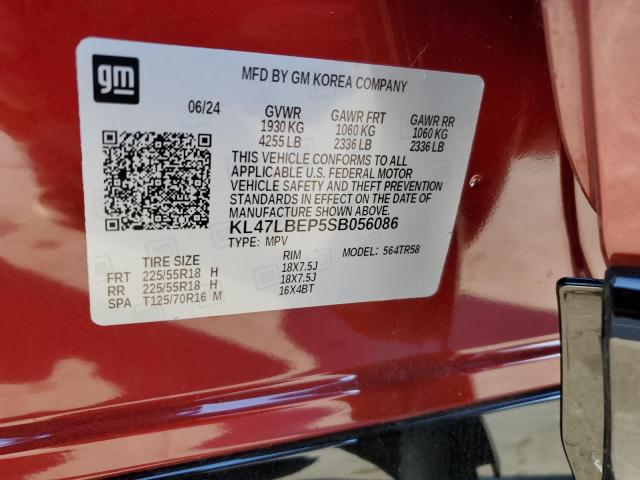 gm
MFD BY GM KOREA COMPANY
06/24 GVWR GAWR FRT GAWR RR
1930 KG 1060 KG 1060 KG
4255 LB 2336 LB 2336 LB
THIS VEHICLE CONFORMS TO ALL
APPLICABLE U.S. FEDERAL MOTOR
VEHICLE SAFETY AND THEFT PREVENTION
STANDARDS IN EFFECT ON THE DATE OF
MANUFACTURE SHOWN ABOVE.
KL47LBEP5SB056086
TYPE: MPV MODEL: 564TR58
TIRE SIZE RIM
FRT 225/55R18 H 18X7.5J
RR 225/55R18 H 18X7.5J
SPA T125/70R16 M 16X4BT